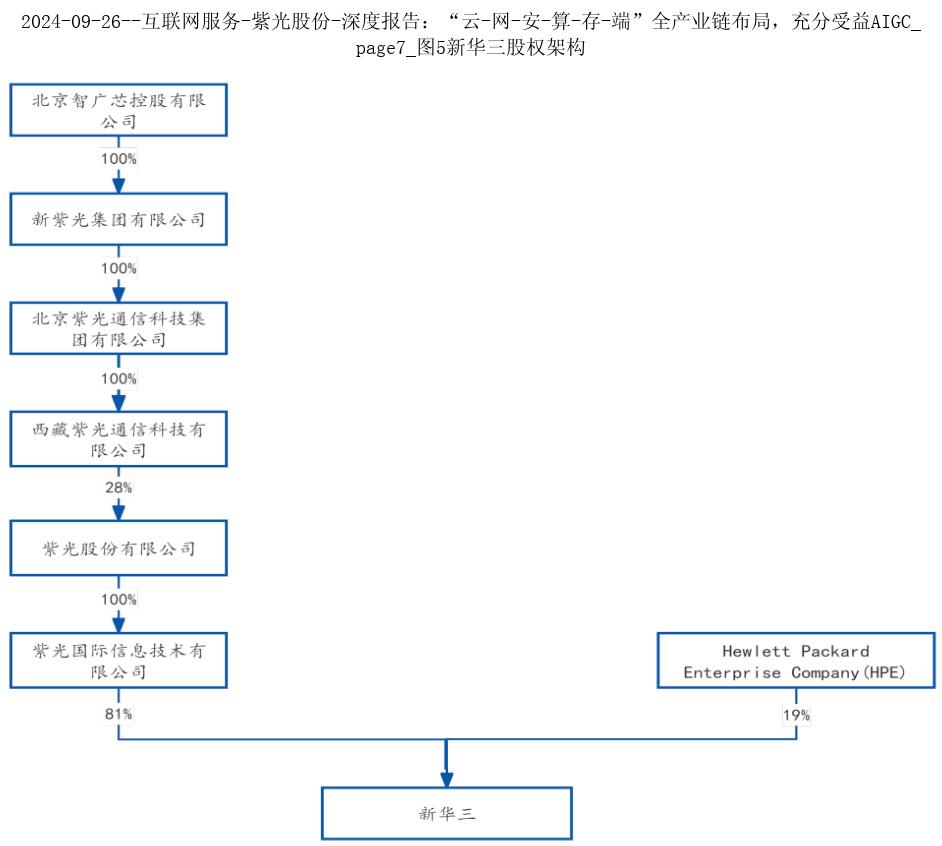 2024-09-26--互联网服务-紫光股份-深度报告：“云-网-安-算-存-端”全产业链布局，充分受益AIGC_
page7_图5新华三股权架构
北京智广芯控股有限
公司
100%
新紫光集团有限公司
100%
北京紫光通信科技集
团有限公司
100%
西藏紫光通信科技有
限公司
28%
紫光股份有限公司
100%
紫光国际信息技术有
限公司
Hewlett Packard
Enterprise Company(HPE)
81%
19%
新华三